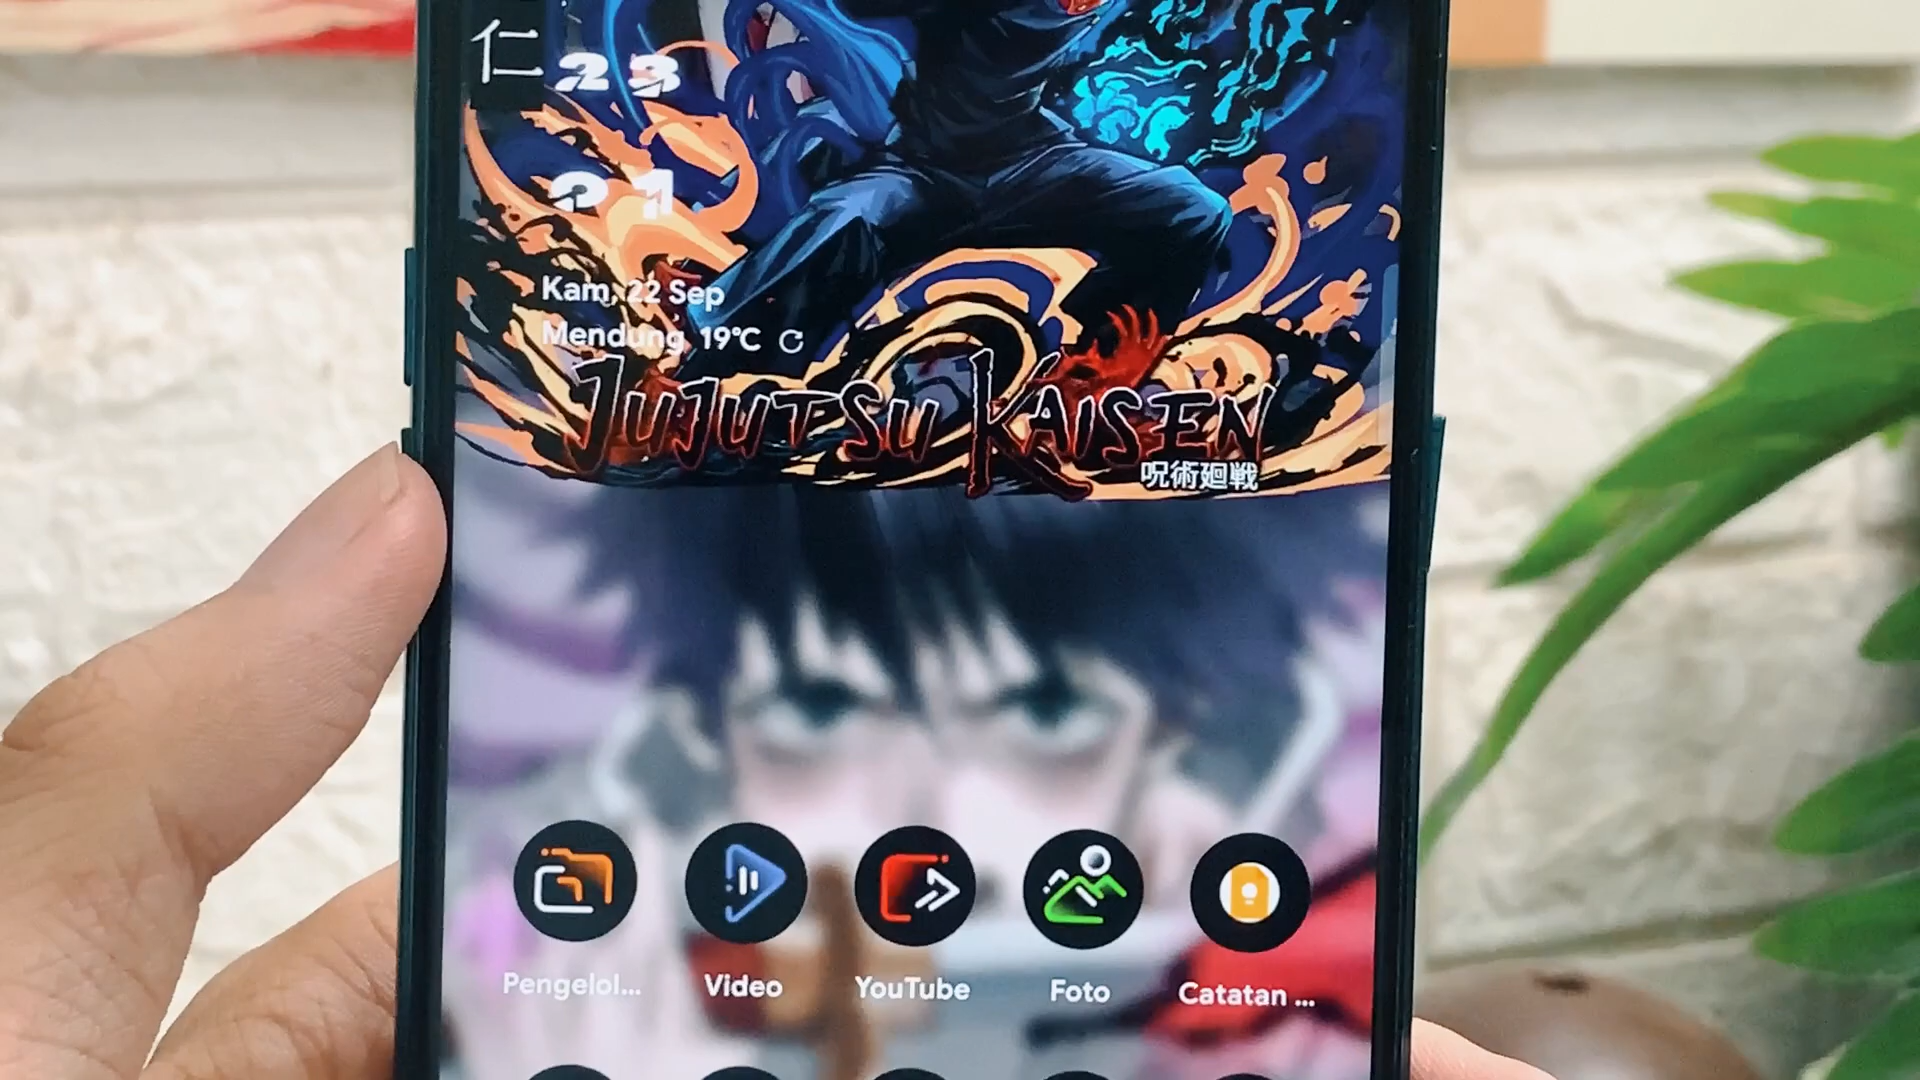 仁
23
21
Kam, 22 Sep
Mendung 19°C
JUJUTSU KAISEN
呪術廻戦
Pengelol...
Video
YouTube
Foto
Catatan ...